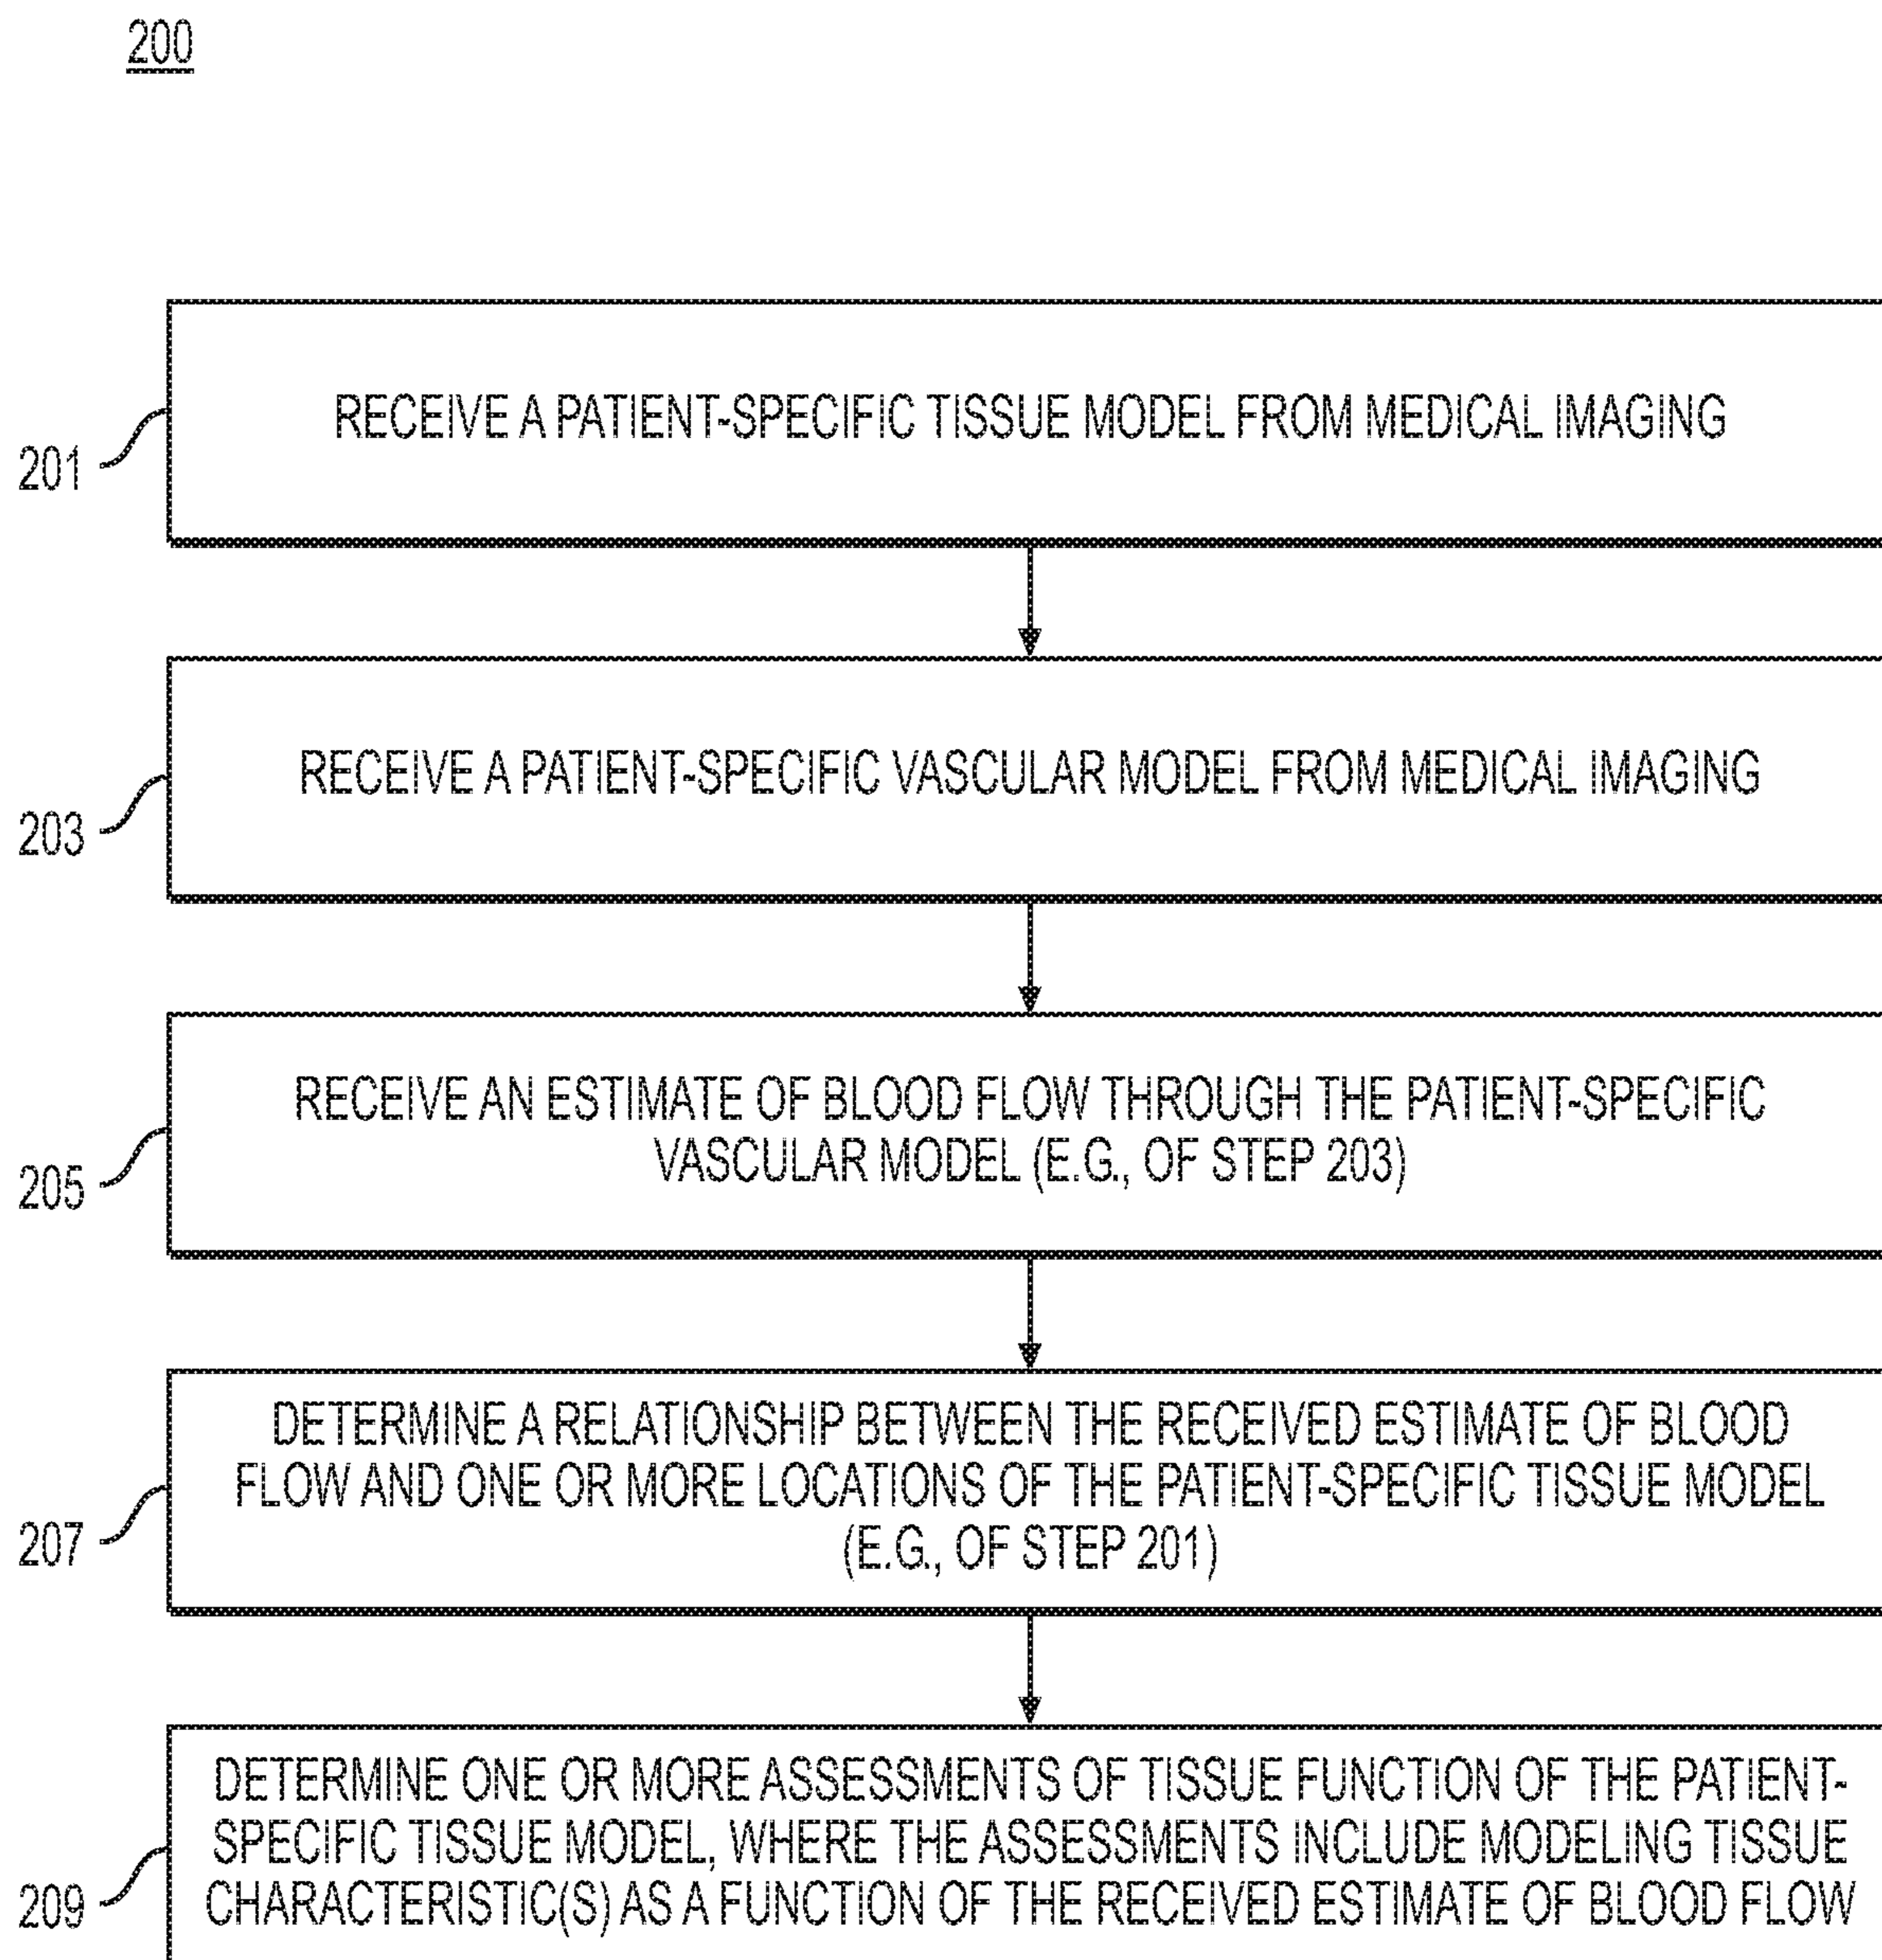 200
RECEIVE A PATIENT-SPECIFIC TISSUE MODEL FROM MEDICAL IMAGING
201
RECEIVE A PATIENT-SPECIFIC VASCULAR MODEL FROM MEDICAL IMAGING
203
RECEIVE AN ESTIMATE OF BLOOD FLOW THROUGH THE PATIENT-SPECIFIC
VASCULAR MODEL (E.G., OF STEP 203)
205
DETERMINE A RELATIONSHIP BETWEEN THE RECEIVED ESTIMATE OF BLOOD
FLOW AND ONE OR MORE LOCATIONS OF THE PATIENT-SPECIFIC TISSUE MODEL
(E.G., OF STEP 201)
207
DETERMINE ONE OR MORE ASSESSMENTS OF TISSUE FUNCTION OF THE PATIENT-
SPECIFIC TISSUE MODEL, WHERE THE ASSESSMENTS INCLUDE MODELING TISSUE
CHARACTERISTIC(S) AS A FUNCTION OF THE RECEIVED ESTIMATE OF BLOOD FLOW
209